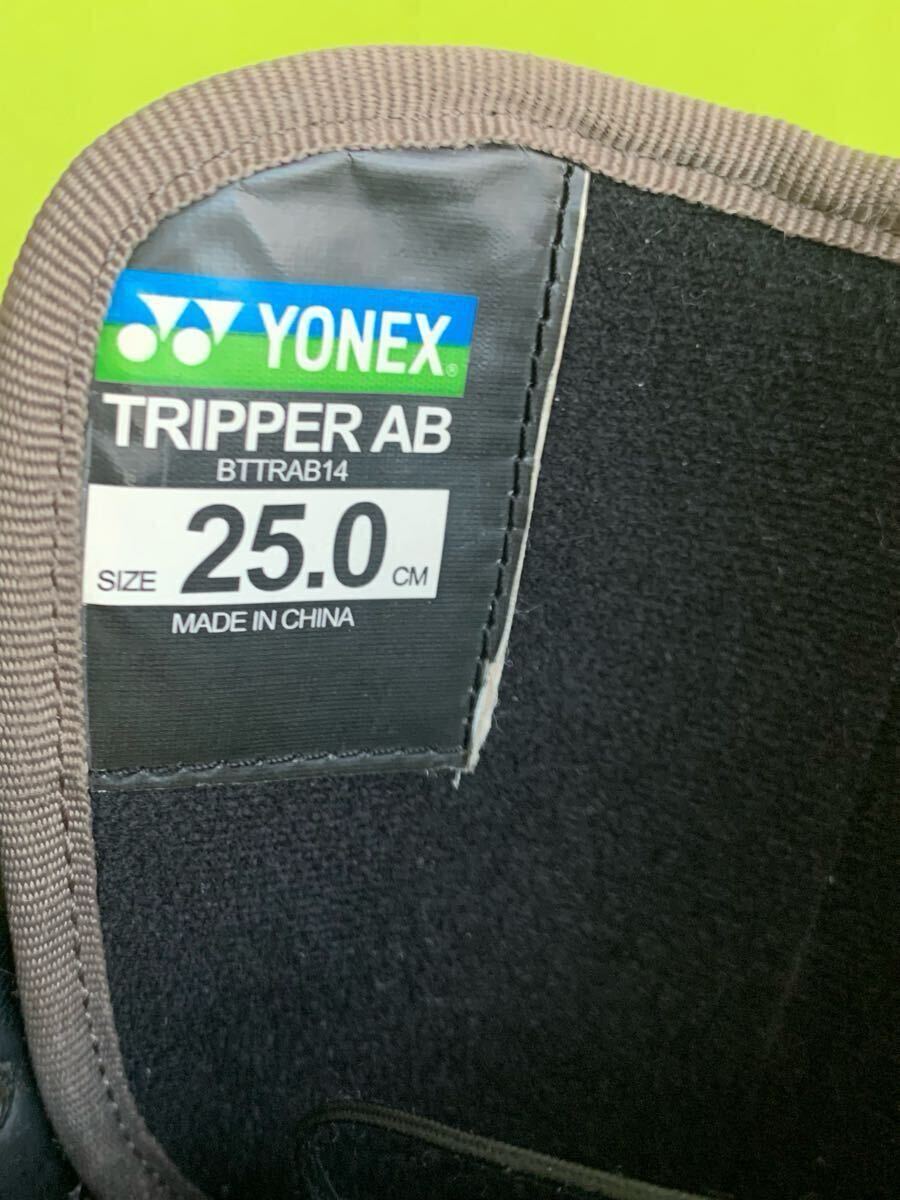 YONEX®
TRIPPER AB
BTTRAB14
SIZE 25.0 CM
MADE IN CHINA